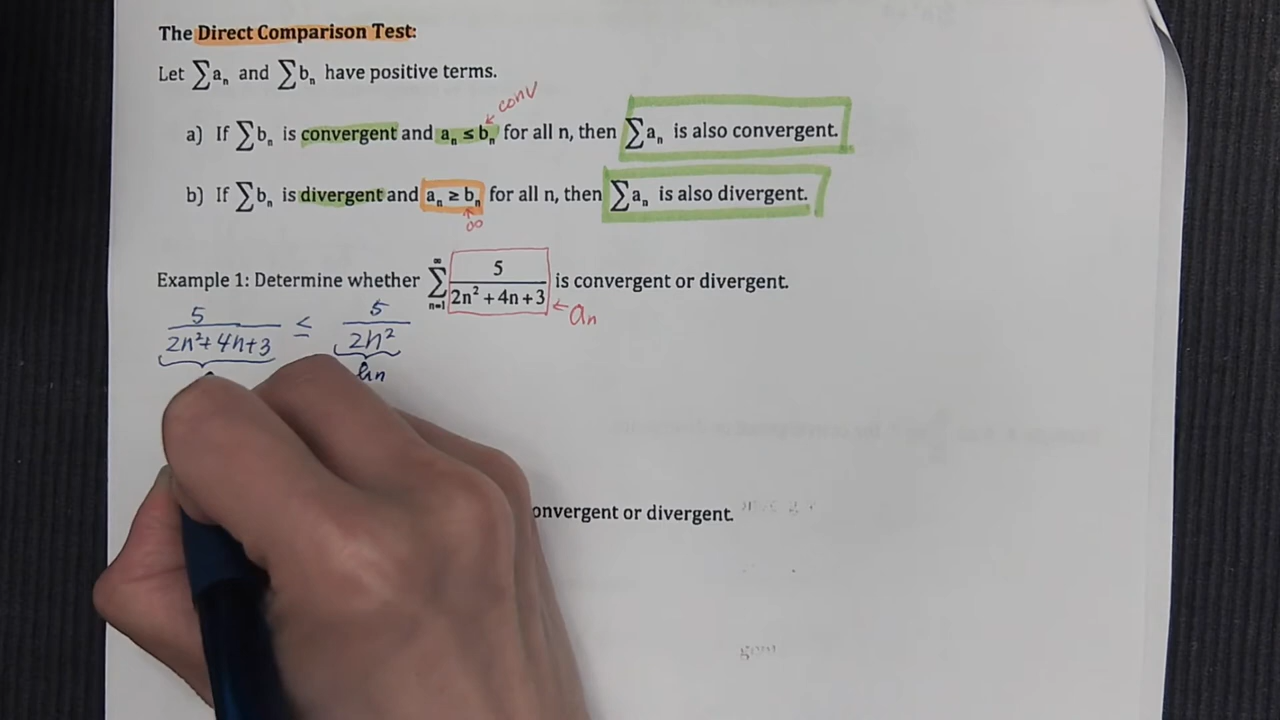 The Direct Comparison Test:
Let ∑aₙ and ∑bₙ have positive terms.
conv
a) If ∑bₙ is convergent and aₙ ≤ bₙ for all n, then ∑aₙ is also convergent.
b) If ∑bₙ is divergent and aₙ ≥ bₙ for all n, then ∑aₙ is also divergent.
∞
Example 1: Determine whether ∑_{n=1}^{∞} 5/(2n² + 4n + 3) is convergent or divergent.
← aₙ
5/(2n² + 4n + 3) ≤ 5/(2n²)
bₙ
onvergent or divergent.